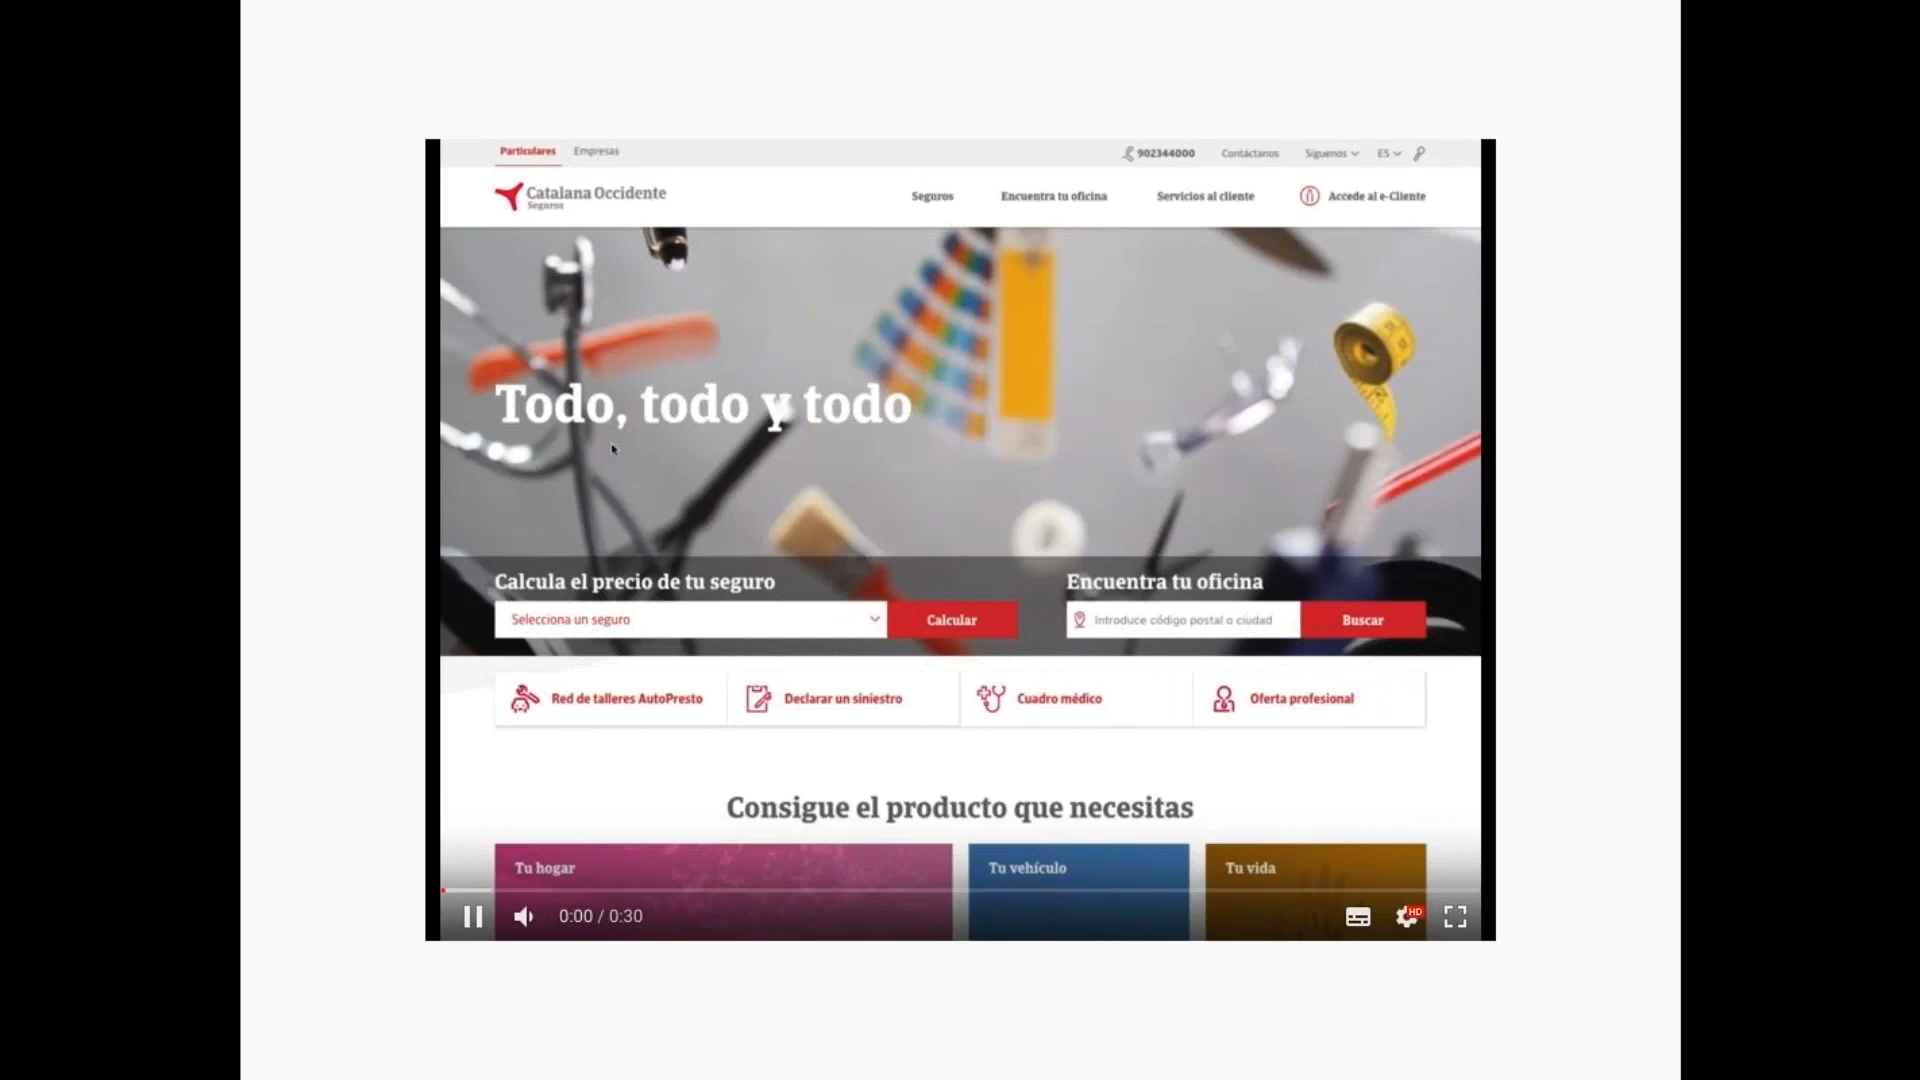 Particulares Empresas 902344000 Contáctanos Síguenos ES
Catalana Occidente
Seguros
Seguros Encuentra tu oficina Servicios al cliente Accede al e-Cliente
Todo, todo y todo
Calcula el precio de tu seguro
Selecciona un seguro Calcular
Encuentra tu oficina
Introduce código postal o ciudad Buscar
Red de talleres AutoPresto Declarar un siniestro Cuadro médico Oferta profesional
Consigue el producto que necesitas
Tu hogar Tu vehículo Tu vida
0:00 / 0:30 HD